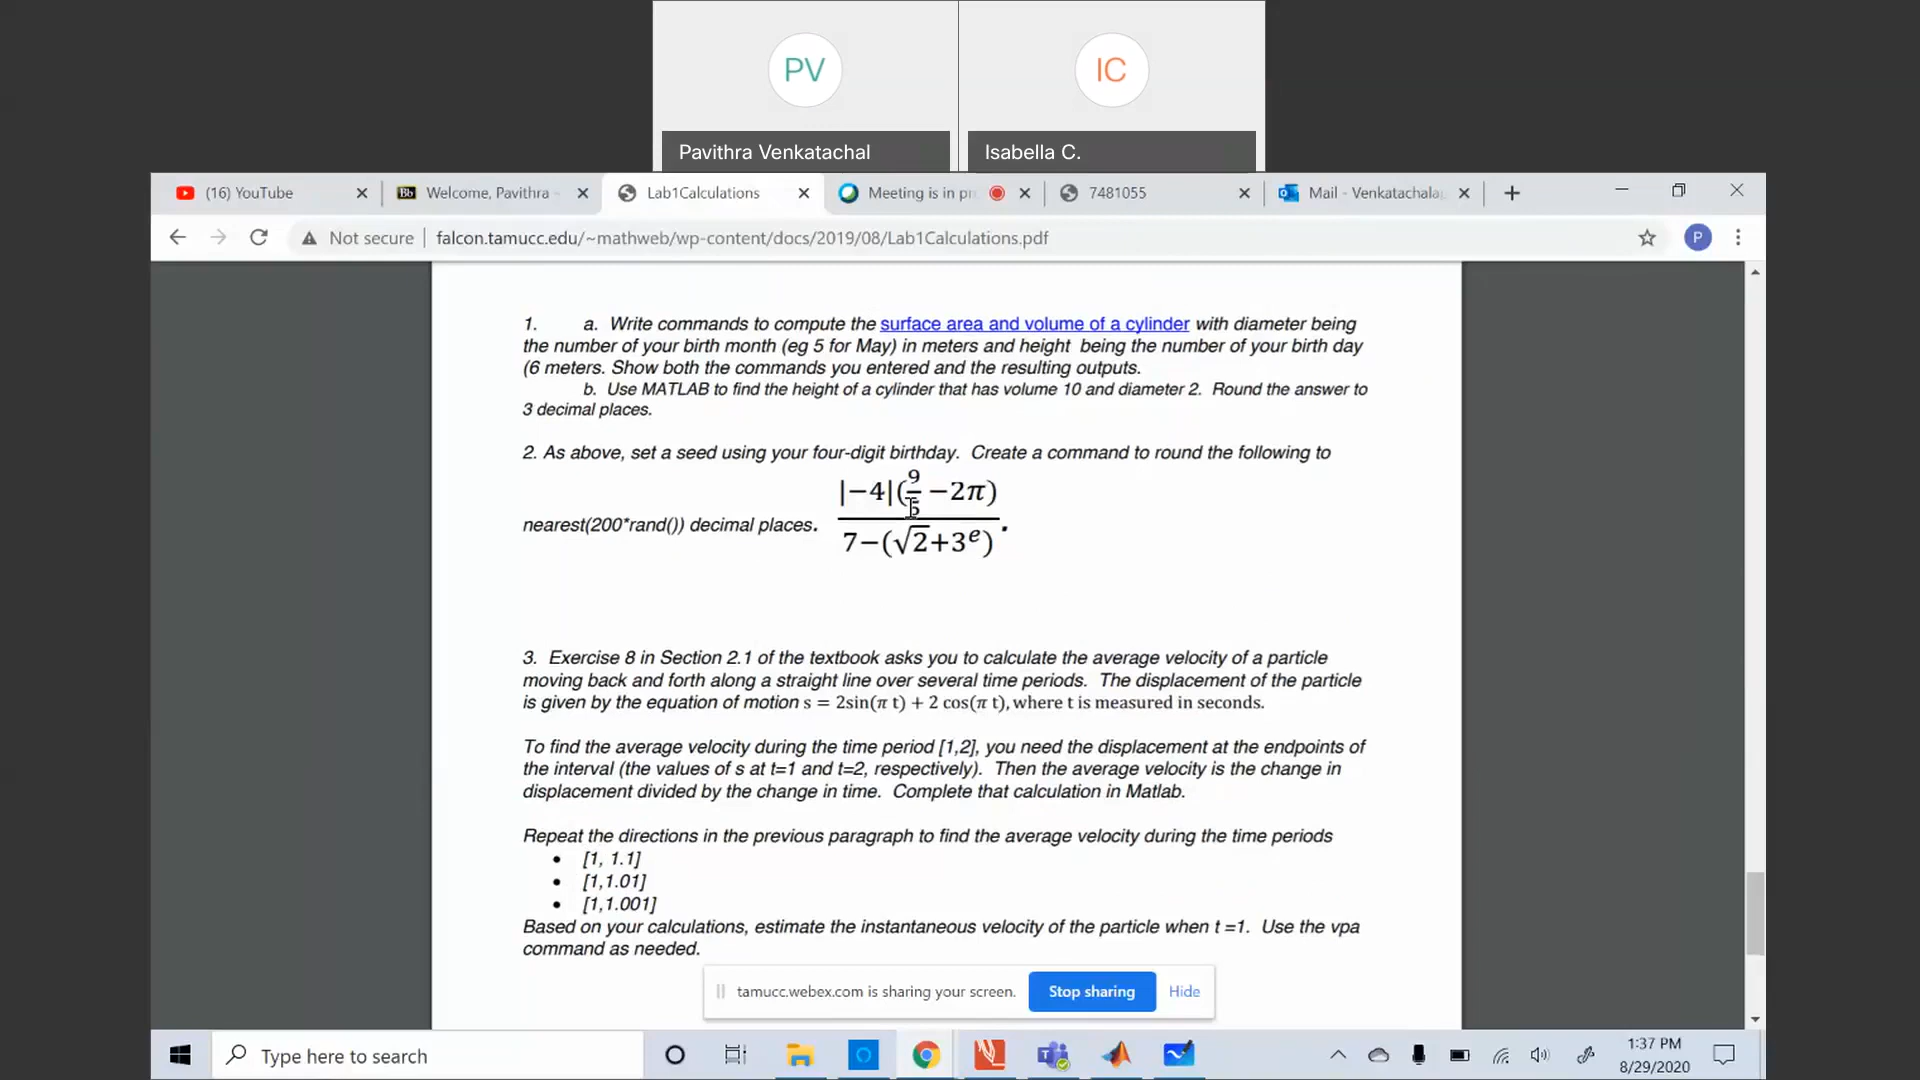 PV
IC
Pavithra Venkatachal
Isabella C.
(16) YouTube
Bb Welcome, Pavithra -
Lab1Calculations
Meeting is in pr
7481055
Mail - Venkatachala
Not secure | falcon.tamucc.edu/~mathweb/wp-content/docs/2019/08/Lab1Calculations.pdf
P
1. a. Write commands to compute the surface area and volume of a cylinder with diameter being
the number of your birth month (eg 5 for May) in meters and height being the number of your birth day
(6 meters. Show both the commands you entered and the resulting outputs.
b. Use MATLAB to find the height of a cylinder that has volume 10 and diameter 2. Round the answer to
3 decimal places.
2. As above, set a seed using your four-digit birthday. Create a command to round the following to
|−4|(9/5 −2π)
nearest(200*rand()) decimal places. .
7−(√2+3^e)
3. Exercise 8 in Section 2.1 of the textbook asks you to calculate the average velocity of a particle
moving back and forth along a straight line over several time periods. The displacement of the particle
is given by the equation of motion s = 2sin(π t) + 2 cos(π t), where t is measured in seconds.
To find the average velocity during the time period [1,2], you need the displacement at the endpoints of
the interval (the values of s at t=1 and t=2, respectively). Then the average velocity is the change in
displacement divided by the change in time. Complete that calculation in Matlab.
Repeat the directions in the previous paragraph to find the average velocity during the time periods
• [1, 1.1]
• [1,1.01]
• [1,1.001]
Based on your calculations, estimate the instantaneous velocity of the particle when t =1. Use the vpa
command as needed.
tamucc.webex.com is sharing your screen. Stop sharing Hide
Type here to search
1:37 PM
8/29/2020